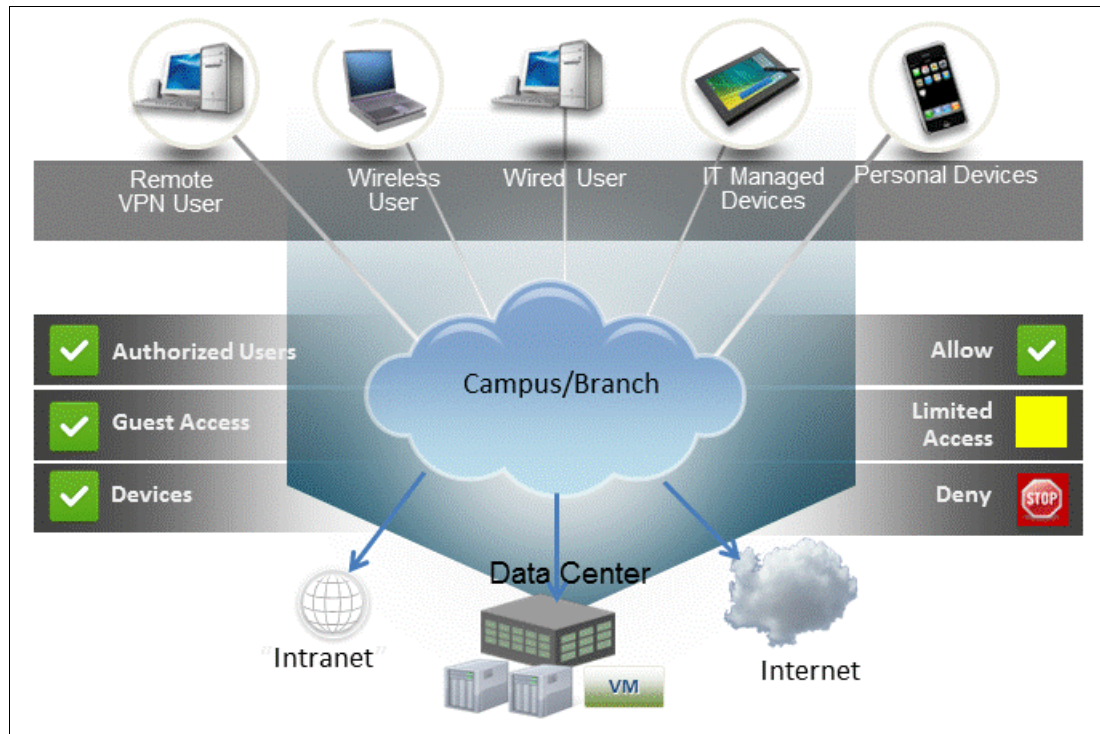 Remote
VPN User
Wireless
User
Wired User
IT Managed
Devices
Personal Devices
Authorized Users
Guest Access
Devices
Campus/Branch
Allow
Limited
Access
Deny
STOP
Data Center
"Intranet"
VM
Internet